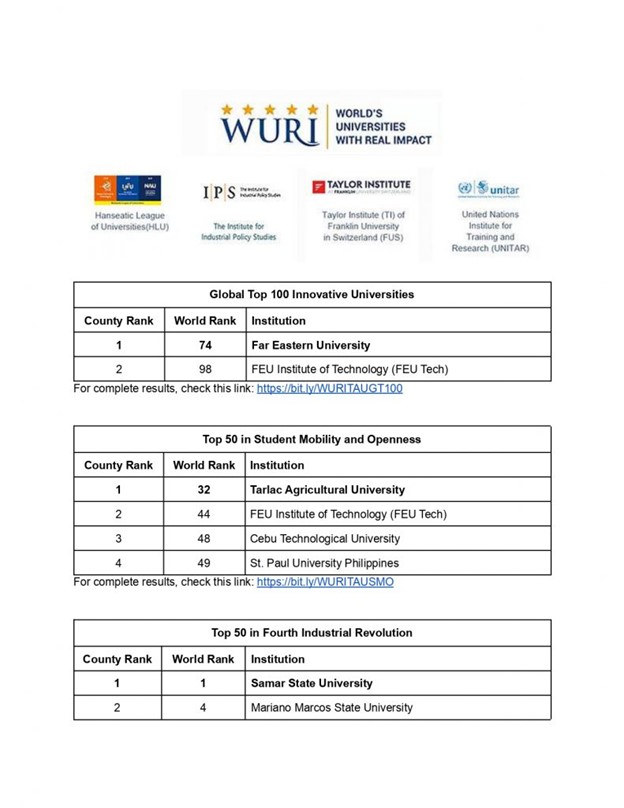 WURI
WORLD'S
UNIVERSITIES
WITH REAL IMPACT
HLU
NAU
IPS The Institute for
Industrial Policy Studies
TAYLOR INSTITUTE
unitar
Hanseatic League
of Universities(HLU)
The Institute for
Industrial Policy Studies
Taylor Institute (TI) of
Franklin University
in Switzerland (FUS)
United Nations
Institute for
Training and
Research (UNITAR)
Global Top 100 Innovative Universities
County Rank World Rank Institution
1 74 Far Eastern University
2 98 FEU Institute of Technology (FEU Tech)
For complete results, check this link: https://bit.ly/WURITAUGT100
Top 50 in Student Mobility and Openness
County Rank World Rank Institution
1 32 Tarlac Agricultural University
2 44 FEU Institute of Technology (FEU Tech)
3 48 Cebu Technological University
4 49 St. Paul University Philippines
For complete results, check this link: https://bit.ly/WURITAUSMO
Top 50 in Fourth Industrial Revolution
County Rank World Rank Institution
1 1 Samar State University
2 4 Mariano Marcos State University